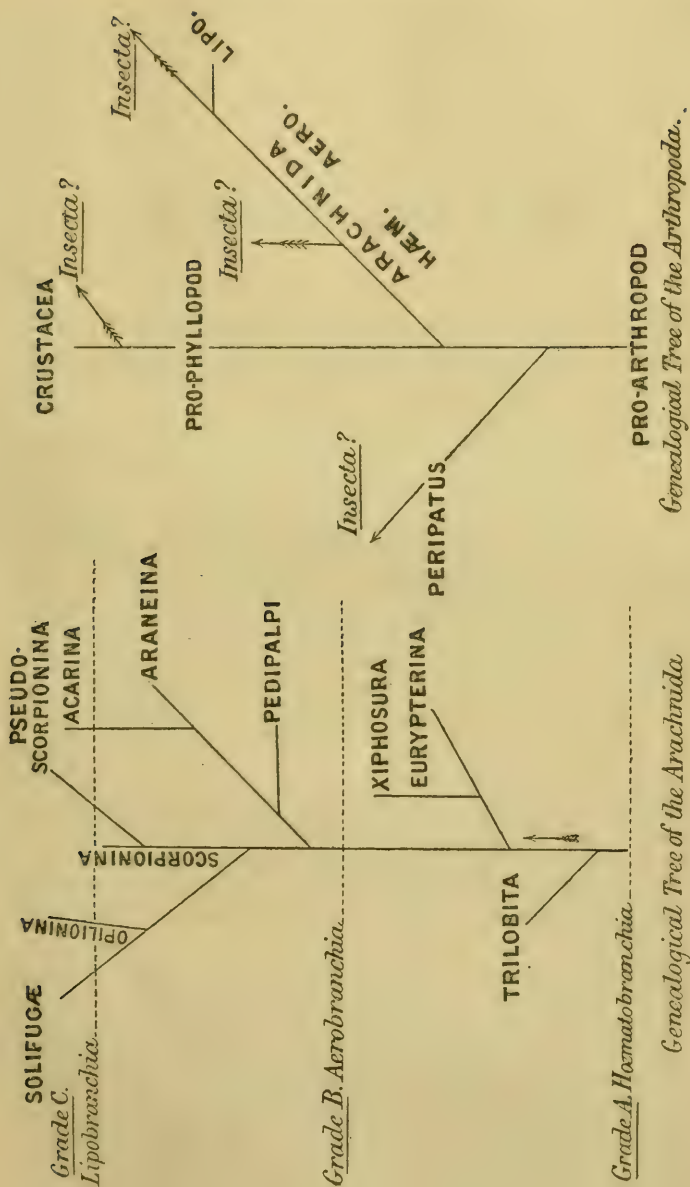 SOLIFUGÆ
Grade C.
Lipobranchia
OPILIONINA
SCORPIONINA
PSEUDO-
SCORPIONINA
ACARINA
ARANEINA
PEDIPALPI
Grade B. Aerobranchia
XIPHOSURA
EURYPTERINA
TRILOBITA
Grade A. Hæmatobranchia
Genealogical Tree of the Arachnida
CRUSTACEA
Insecta?
PRO-PHYLLOPOD
Insecta?
Insecta?
LIPO.
ARACHNIDA
HÆM. AERO.
Insecta?
PERIPATUS
PRO-ARTHROPOD
Genealogical Tree of the Arthropoda.